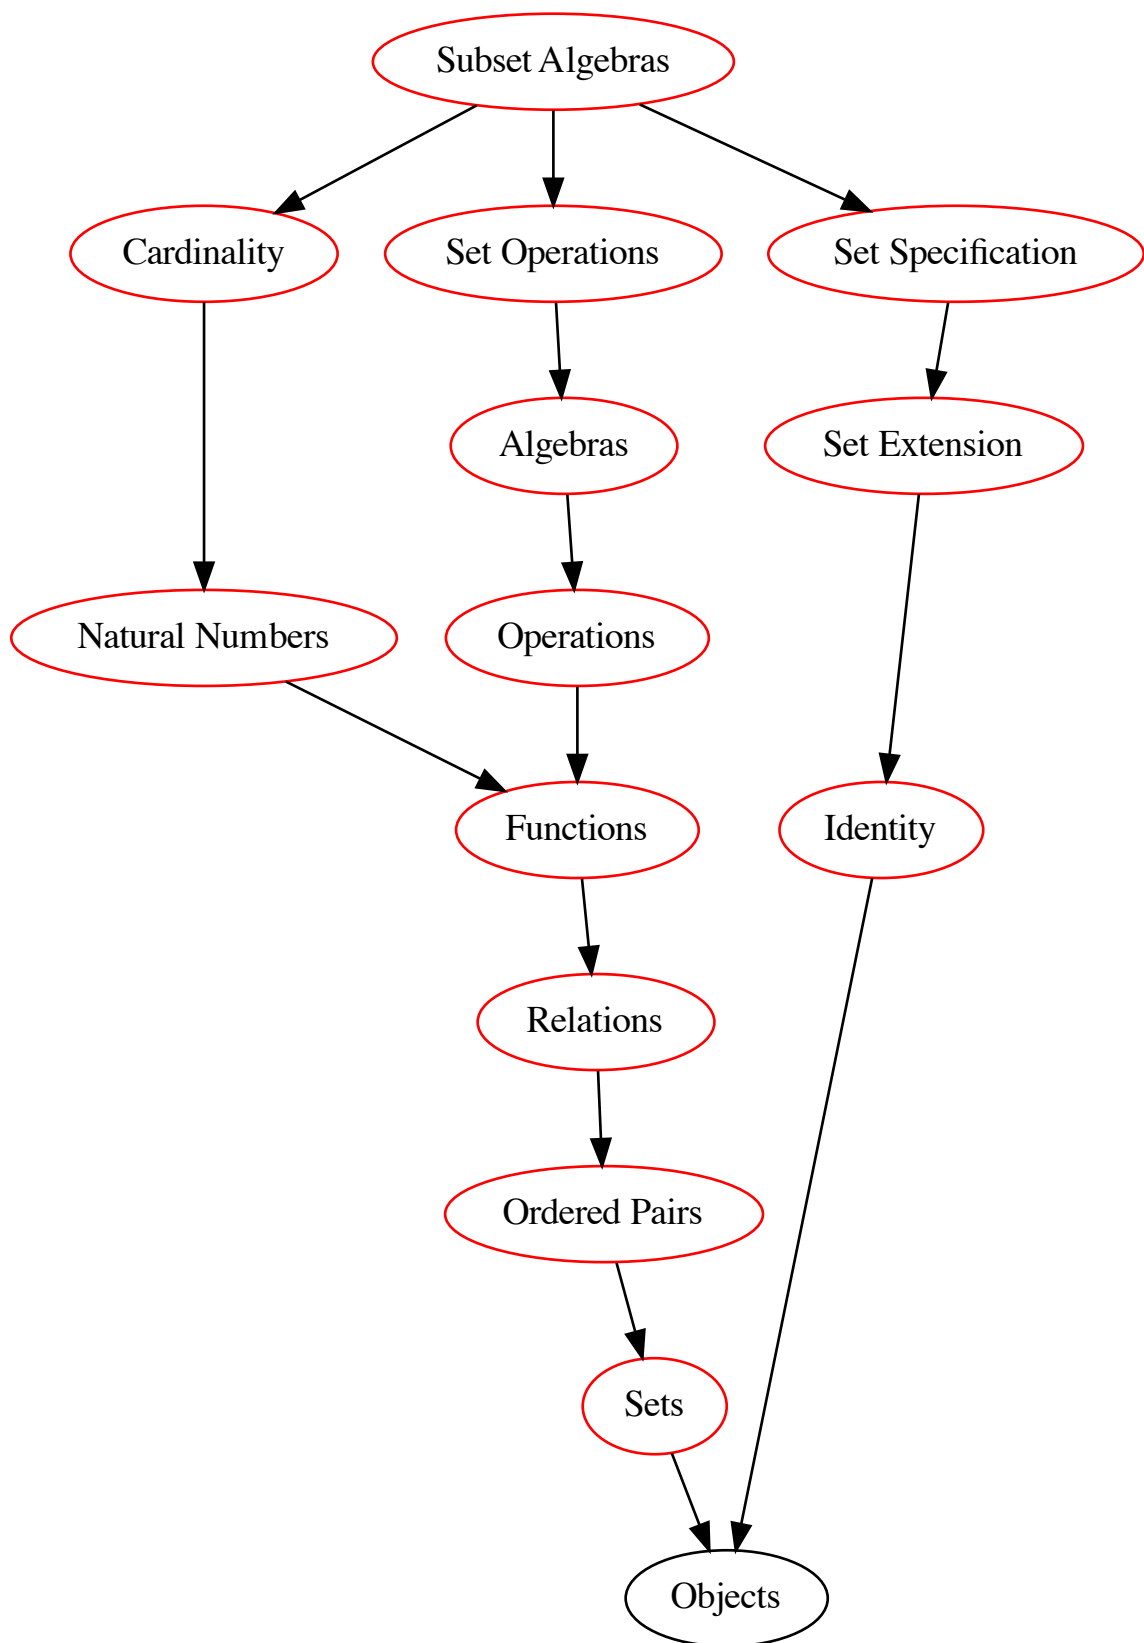 Subset Algebras
Cardinality
Set Operations
Set Specification
Algebras
Set Extension
Natural Numbers
Operations
Functions
Identity
Relations
Ordered Pairs
Sets
Objects